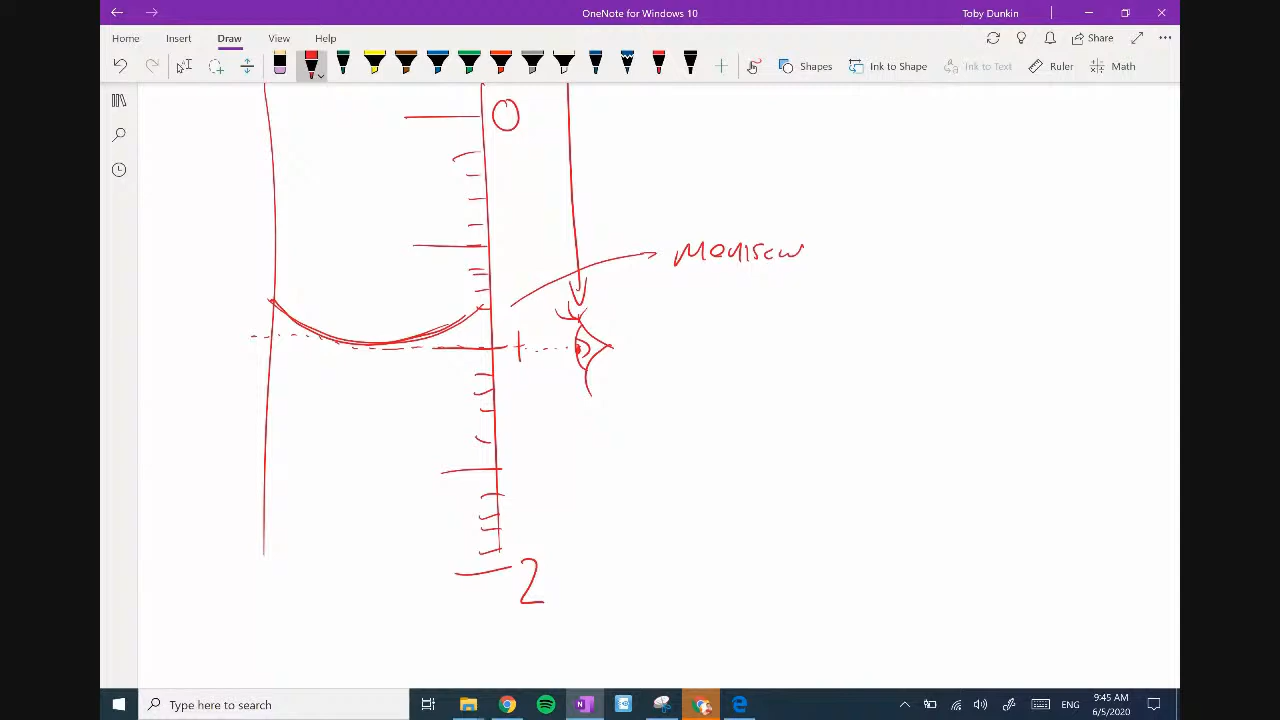 OneNote for Windows 10
Toby Dunkin
Home Insert Draw View Help
Share
Shapes Ink to Shape Ink to Text Ruler Math
0
1
2
Type here to search
ENG
9:45 AM
6/5/2020